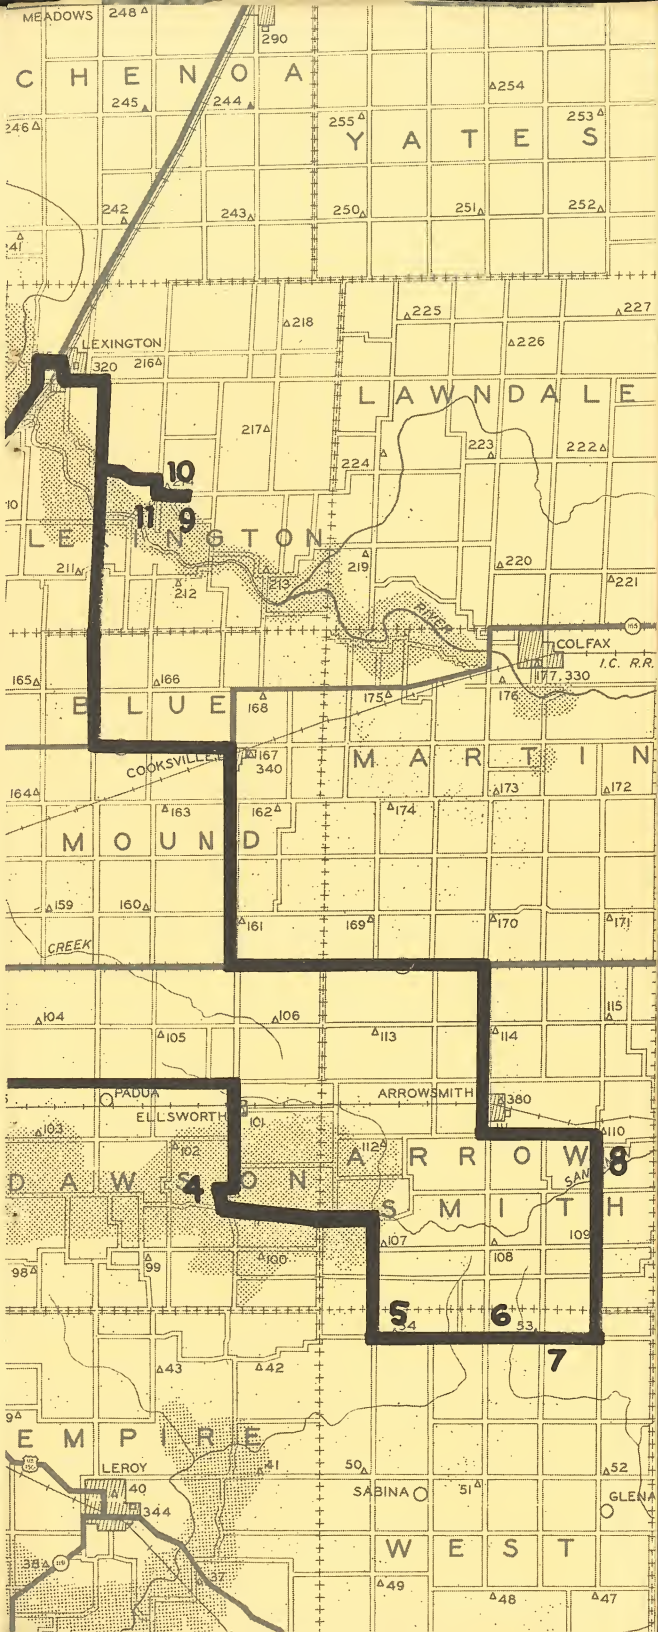 MEADOWS 248
290
C H E N O A
245 244
254
246
255 253
Y A T E S
242 243 250 251 252
241
218 225 227
226
LEXINGTON
320 216
L A W N D A L E
217
223 222
224
10
11 9
L E X I N G T O N
211 212 213 219 220 221
RIVER
165
COLFAX
I.C. R.R.
177,330
165 166 168 175 176
B L U E
COOKSVILLE 167
340
M A R T I N
164 163 162 174 173 172
M O U N D
159 160 161 169 170 171
CREEK
104 106 115
105 113 114
PADUA ARROWSMITH 380
ELLSWORTH 101
103 110
102 112
A R R O W 8
D A W S O N
4
S M I T H
107 109
98 99 100 108
5 6
54 53
7
43 42
E M P I R E
41 50 52
LEROY
40
SABINA 51
344
W E S T
38 37
49 48 47